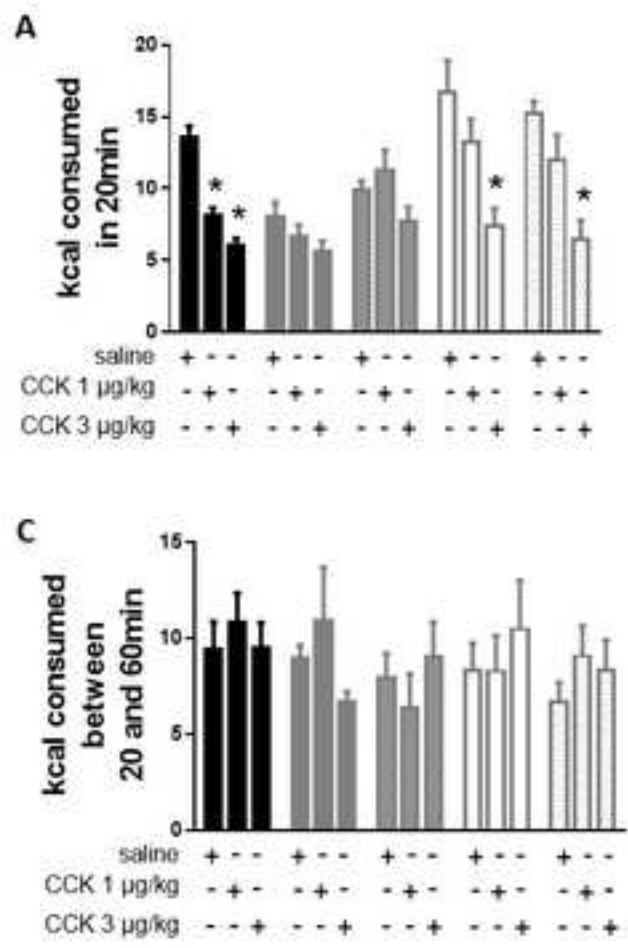 A
kcal consumed
in 20min
20
15
10
5
0
* * * *
saline + - - + - - + - - + - - + - -
CCK 1 µg/kg - + - - + - - + - - + - - + -
CCK 3 µg/kg - - + - - + - - + - - + - - +
C
kcal consumed
between
20 and 60min
15
10
5
0
saline + - - + - - + - - + - - + - -
CCK 1 µg/kg - + - - + - - + - - + - - + -
CCK 3 µg/kg - - + - - + - - + - - + - - +